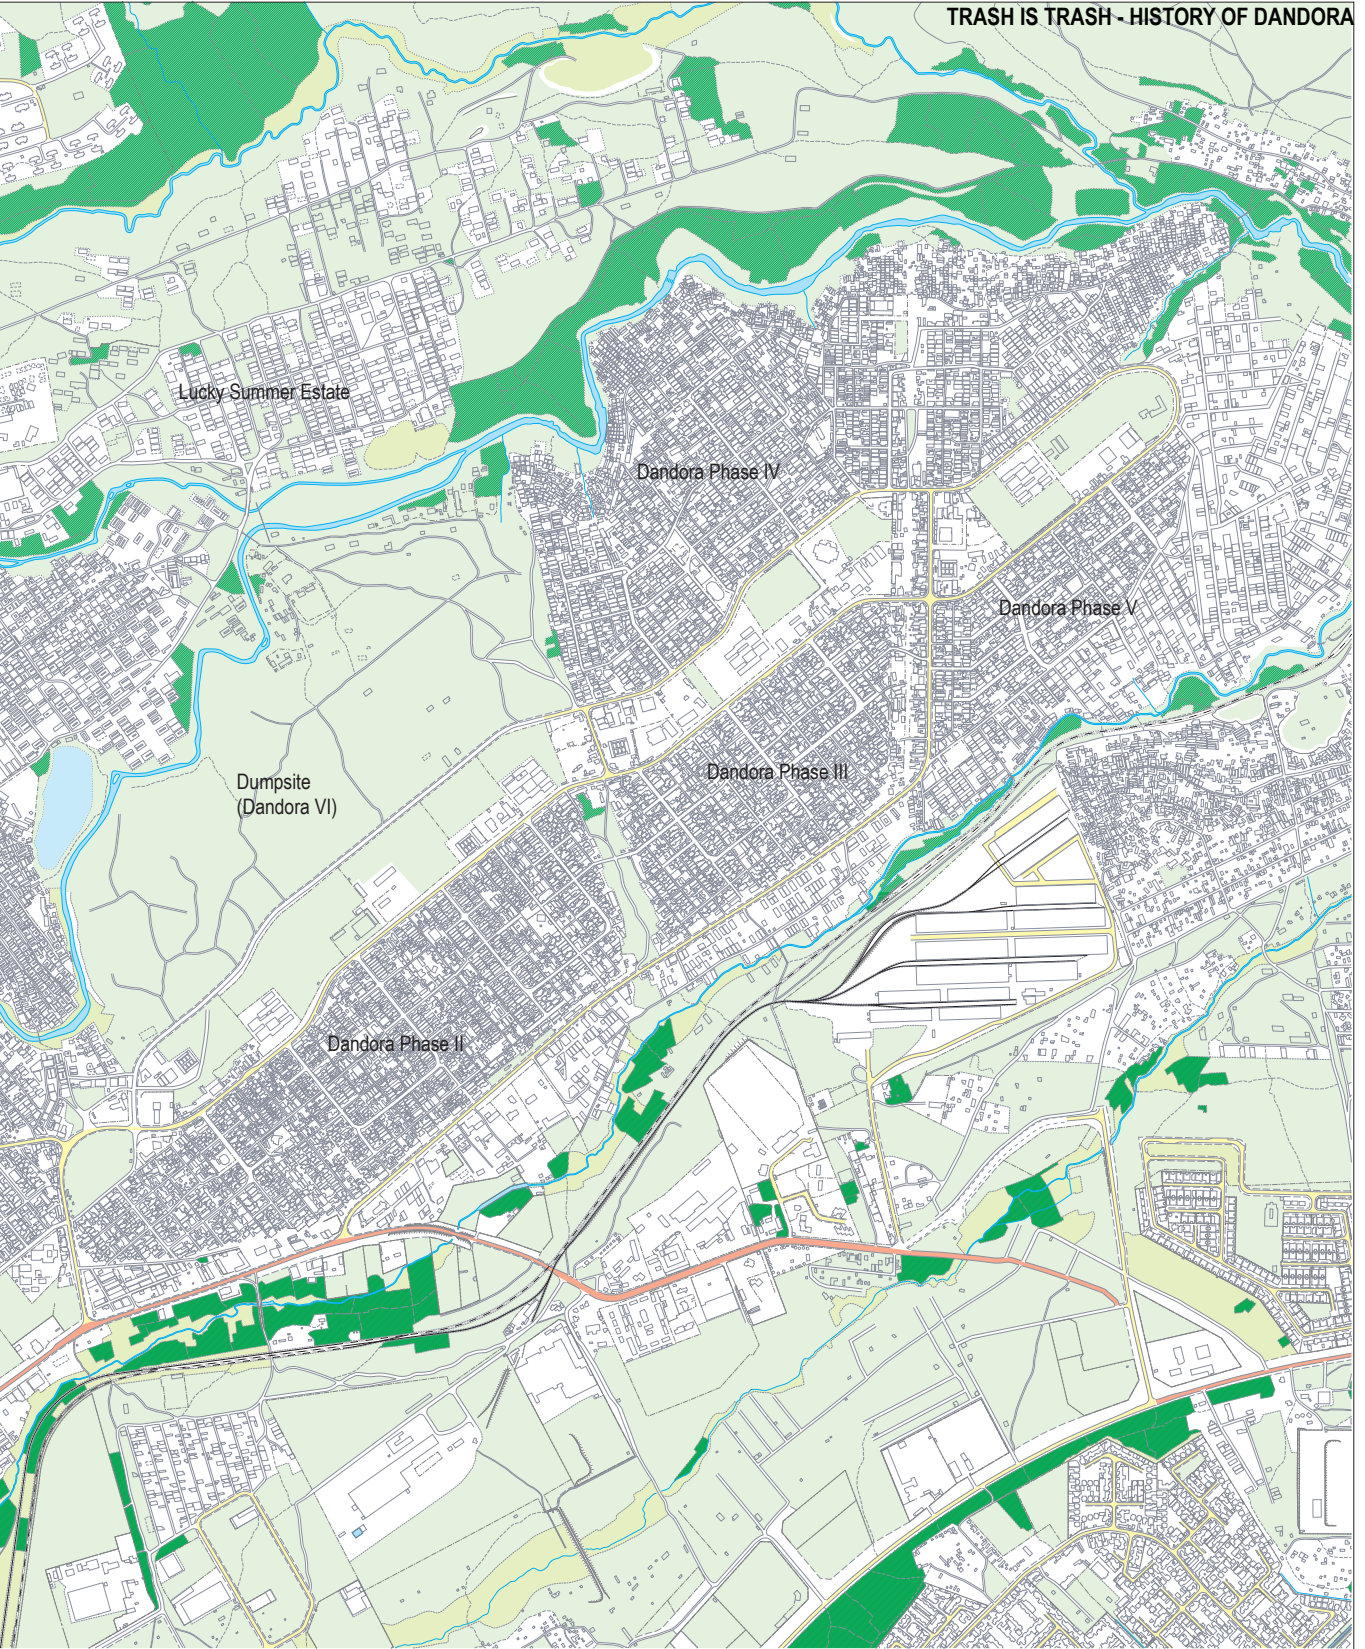 TRASH IS TRASH - HISTORY OF DANDORA
Lucky Summer Estate
Dandora Phase IV
Dandora Phase V
Dumpsite
(Dandora VI)
Dandora Phase III
Dandora Phase II